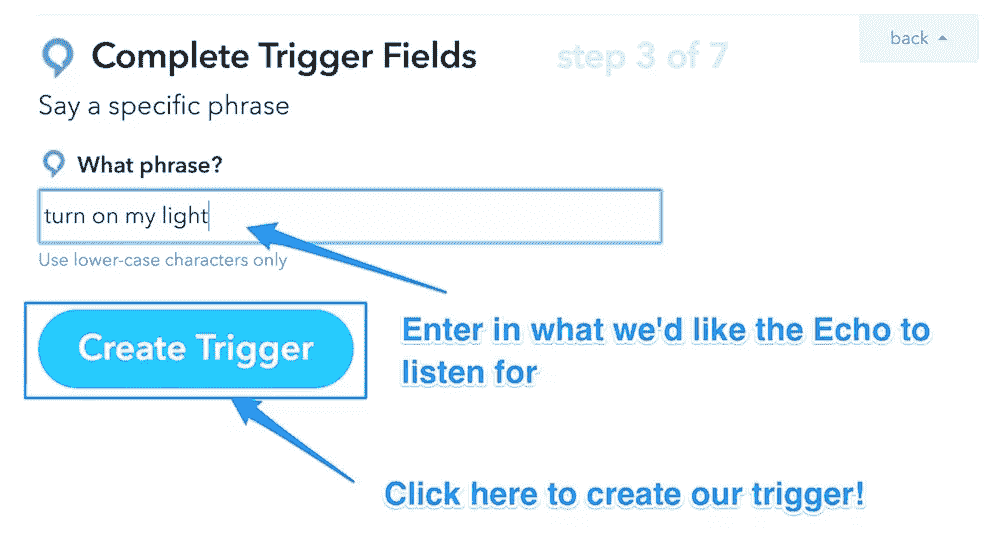 back
Complete Trigger Fields
step 3 of 7
Say a specific phrase
What phrase?
turn on my light
Use lower-case characters only
Create Trigger
Enter in what we'd like the Echo to
listen for
Click here to create our trigger!